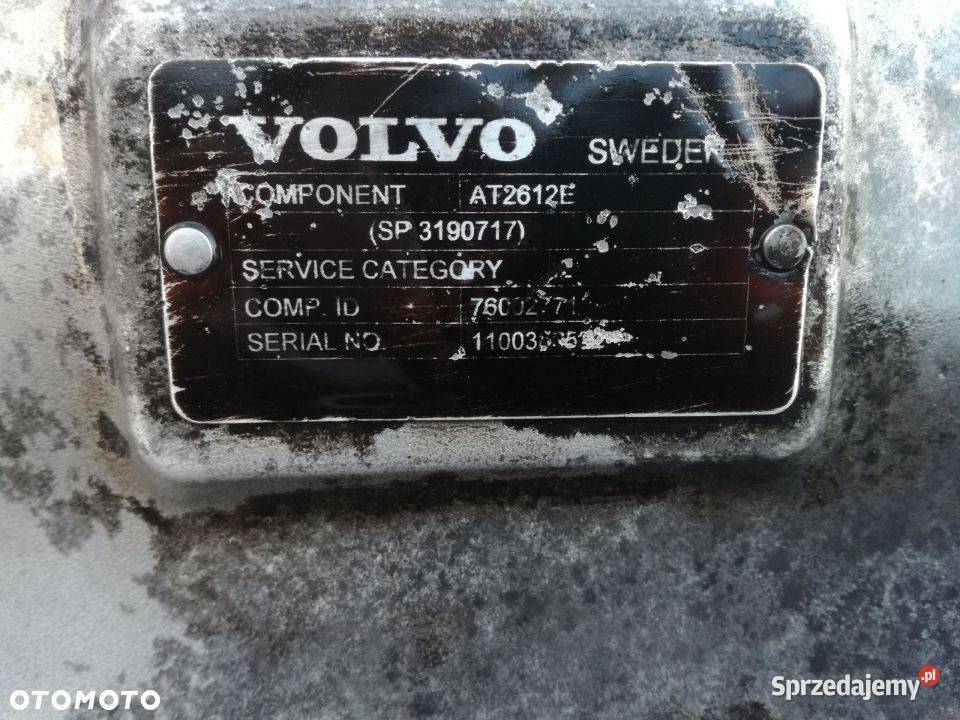 VOLVO SWEDEN
COMPONENT AT2612E
(SP 3190717)
SERVICE CATEGORY
COMP. ID
SERIAL NO.
OTOMOTO
Sprzedajemy.pl